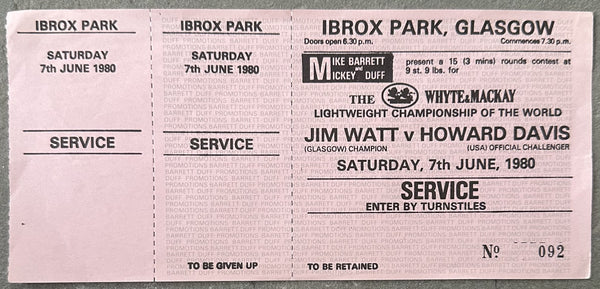 IBROX PARK
SATURDAY
7th JUNE 1980
SERVICE
IBROX PARK
SATURDAY
7th JUNE 1980
SERVICE
TO BE GIVEN UP
IBROX PARK, GLASGOW
Doors open 6.30 p.m. Commences 7.30 p.m.
MIKE BARRETT
and
MICKEY DUFF
present a 15 (3 mins) rounds contest at
9 st. 9 lbs. for
THE WHYTE & MACKAY
LIGHTWEIGHT CHAMPIONSHIP OF THE WORLD
JIM WATT v HOWARD DAVIS
(GLASGOW) CHAMPION (USA) OFFICIAL CHALLENGER
SATURDAY, 7th JUNE, 1980
SERVICE
ENTER BY TURNSTILES
Nº 092
TO BE RETAINED
BARRETT DUFF PROMOTIONS